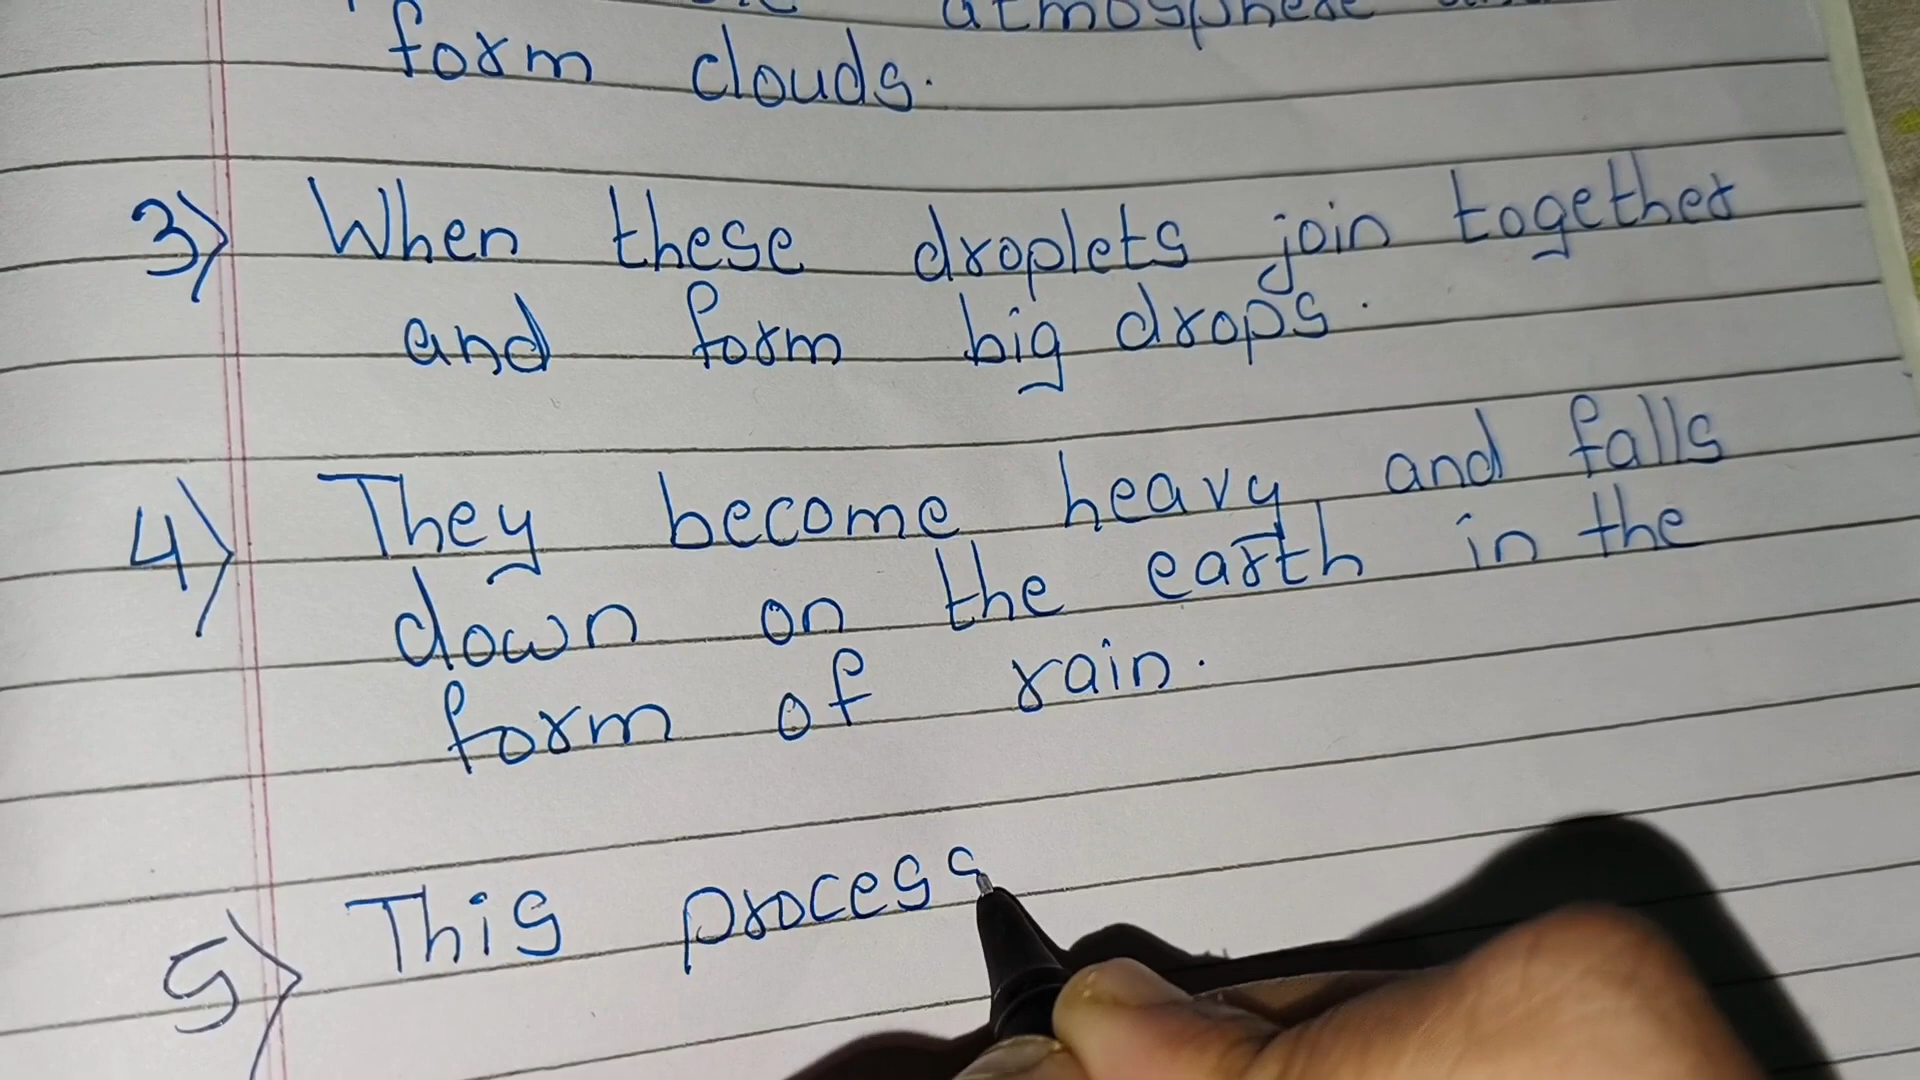 atmosphere
form clouds.
3) When these droplets join together
and form big drops.
4) They become heavy and falls
down on the earth in the
form of rain.
5) This process